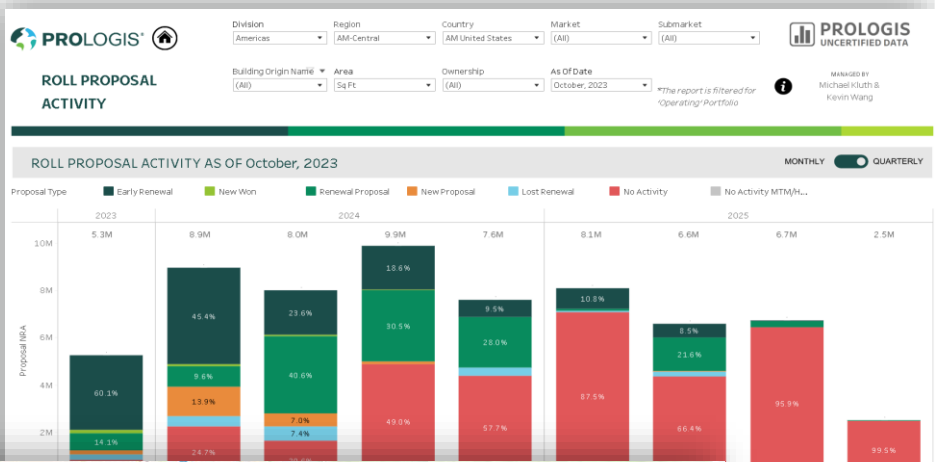 PROLOGIS®
Division
Region
Country
Market
Submarket
Americas
AM-Central
AM United States
(All)
(All)
PROLOGIS
UNCERTIFIED DATA
ROLL PROPOSAL
ACTIVITY
Building Origin Name
Area
Ownership
As Of Date
(All)
Sq Ft
(All)
October, 2023
*The report is filtered for
'Operating' Portfolio
i
MANAGED BY
Michael Kluth &
Kevin Wang
ROLL PROPOSAL ACTIVITY AS OF October, 2023
MONTHLY
QUARTERLY
Proposal Type
Early Renewal
New Won
Renewal Proposal
New Proposal
Lost Renewal
No Activity
No Activity MTM/H...
2023
2024
2025
5.3M
8.9M
8.0M
9.9M
7.6M
8.1M
6.6M
6.7M
2.5M
10M
8M
6M
4M
2M
Proposal NRA
60.1%
14.1%
45.4%
9.6%
13.9%
24.7%
23.6%
40.6%
7.0%
7.4%
18.6%
30.5%
49.0%
9.5%
28.0%
57.7%
10.8%
87.5%
8.5%
21.6%
66.4%
95.9%
99.5%